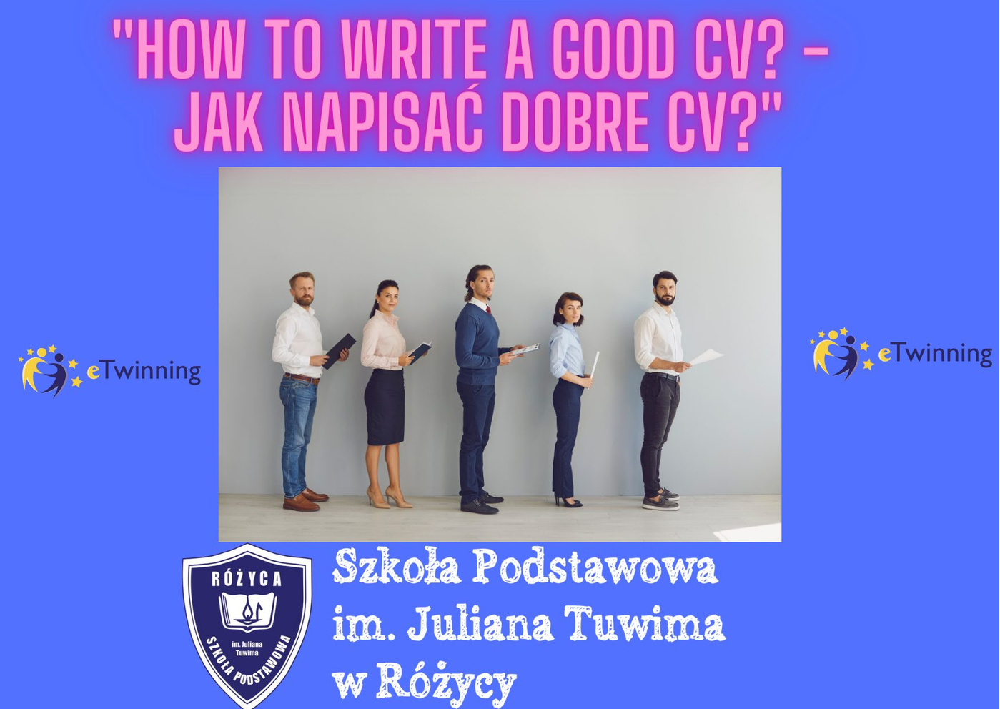 "HOW TO WRITE A GOOD CV? -
JAK NAPISAĆ DOBRE CV?"
eTwinning
eTwinning
RÓŻYCA
im. Juliana
Tuwima
SZKOŁA PODSTAWOWA
Szkoła Podstawowa
im. Juliana Tuwima
w Różycy